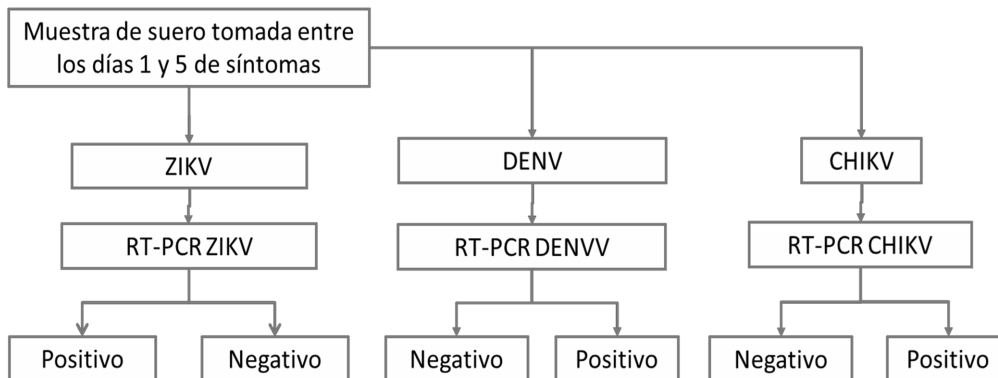 Muestra de suero tomada entre
los días 1 y 5 de síntomas
ZIKV
DENV
CHIKV
RT-PCR ZIKV
RT-PCR DENVV
RT-PCR CHIKV
Positivo
Negativo
Negativo
Positivo
Negativo
Positivo